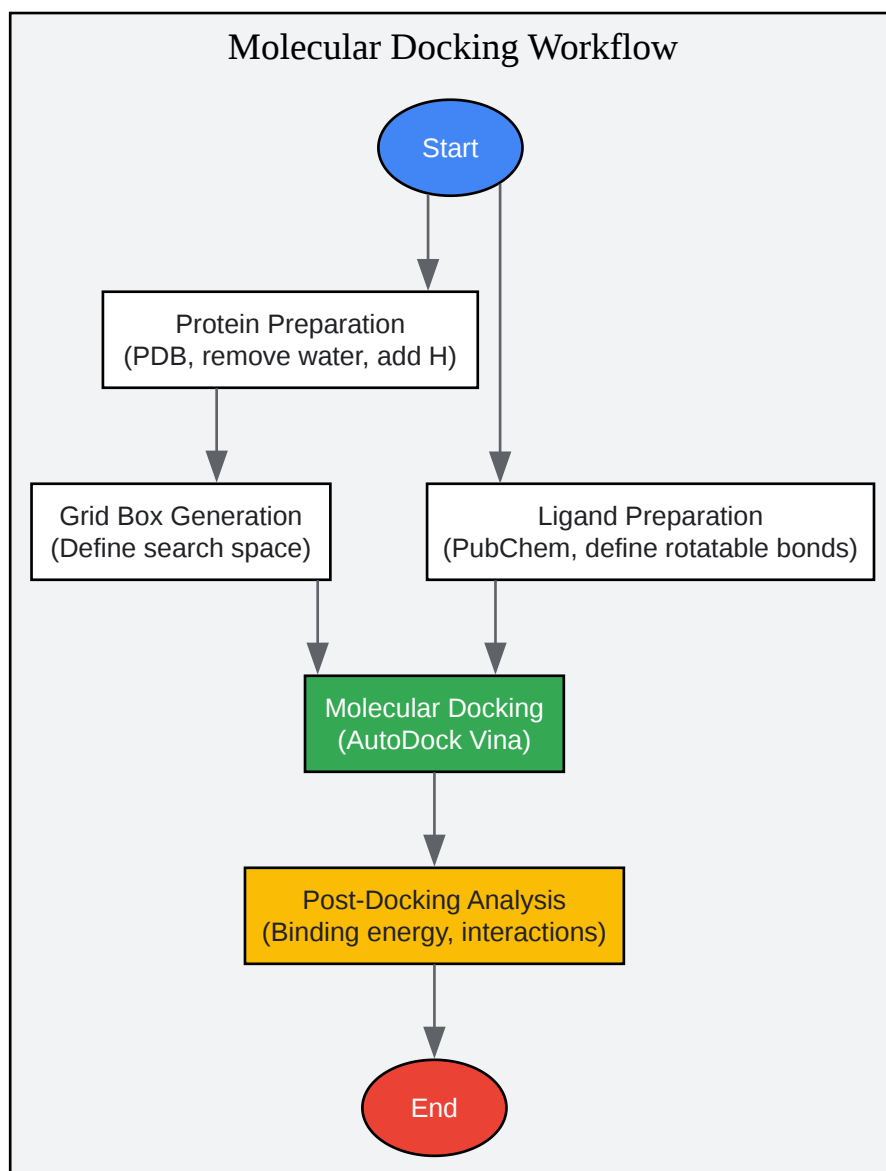 Molecular Docking Workflow
Start
Protein Preparation
(PDB, remove water, add H)
Grid Box Generation
(Define search space)
Ligand Preparation
(PubChem, define rotatable bonds)
Molecular Docking
(AutoDock Vina)
Post-Docking Analysis
(Binding energy, interactions)
End